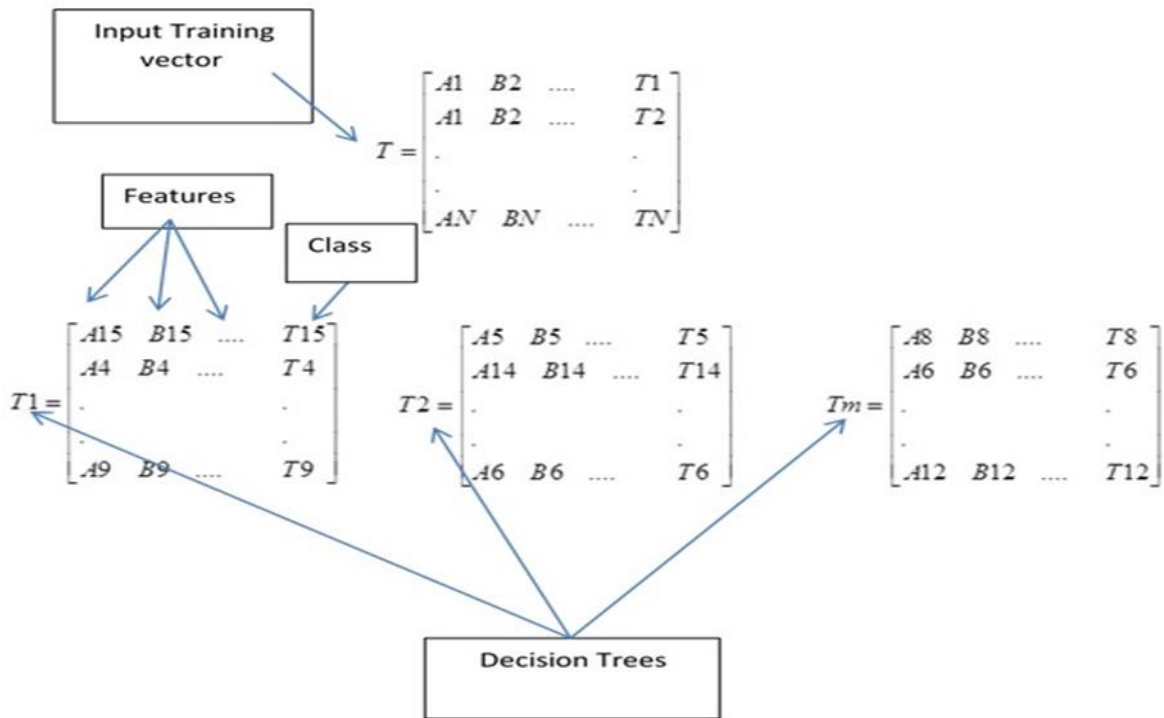 Input Training
vector
A1 B2 .... T1
A1 B2 .... T2
T =
. .
. .
AN BN .... TN
Features
Class
A15 B15 .... T15
A4 B4 .... T4
T1 =
. .
. .
A9 B9 .... T9
A5 B5 .... T5
A14 B14 .... T14
T2 =
. .
. .
A6 B6 .... T6
A8 B8 .... T8
A6 B6 .... T6
Tm =
. .
. .
A12 B12 .... T12
Decision Trees